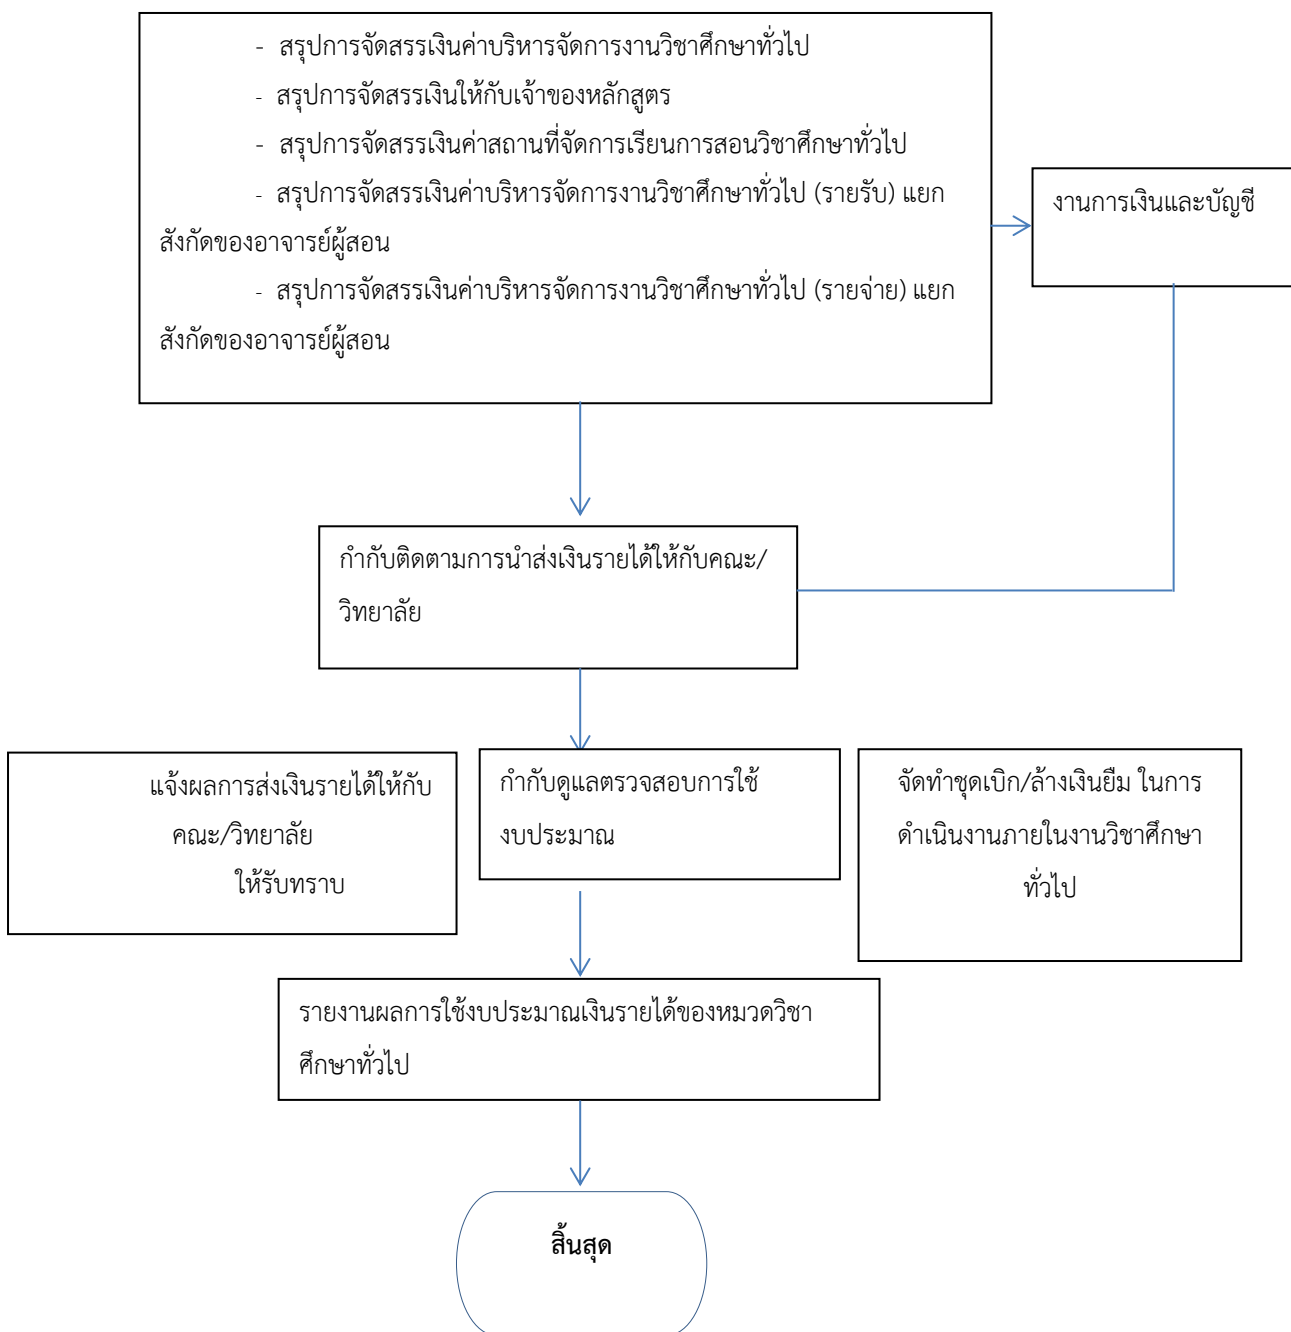 - สรุปการจัดสรรเงินค่าบริหารจัดการงานวิชาศึกษาทั่วไป
- สรุปการจัดสรรเงินให้กับเจ้าของหลักสูตร
- สรุปการจัดสรรเงินค่าสถานที่จัดการเรียนการสอนวิชาศึกษาทั่วไป
- สรุปการจัดสรรเงินค่าบริหารจัดการงานวิชาศึกษาทั่วไป (รายรับ) แยก
สังกัดของอาจารย์ผู้สอน
- สรุปการจัดสรรเงินค่าบริหารจัดการงานวิชาศึกษาทั่วไป (รายจ่าย) แยก
สังกัดของอาจารย์ผู้สอน
งานการเงินและบัญชี
กำกับติดตามการนำส่งเงินรายได้ให้กับคณะ/
วิทยาลัย
แจ้งผลการส่งเงินรายได้ให้กับ
คณะ/วิทยาลัย
ให้รับทราบ
กำกับดูแลตรวจสอบการใช้
งบประมาณ
จัดทำชุดเบิก/ล้างเงินยืม ในการ
ดำเนินงานภายในงานวิชาศึกษา
ทั่วไป
รายงานผลการใช้งบประมาณเงินรายได้ของหมวดวิชา
ศึกษาทั่วไป
สิ้นสุด